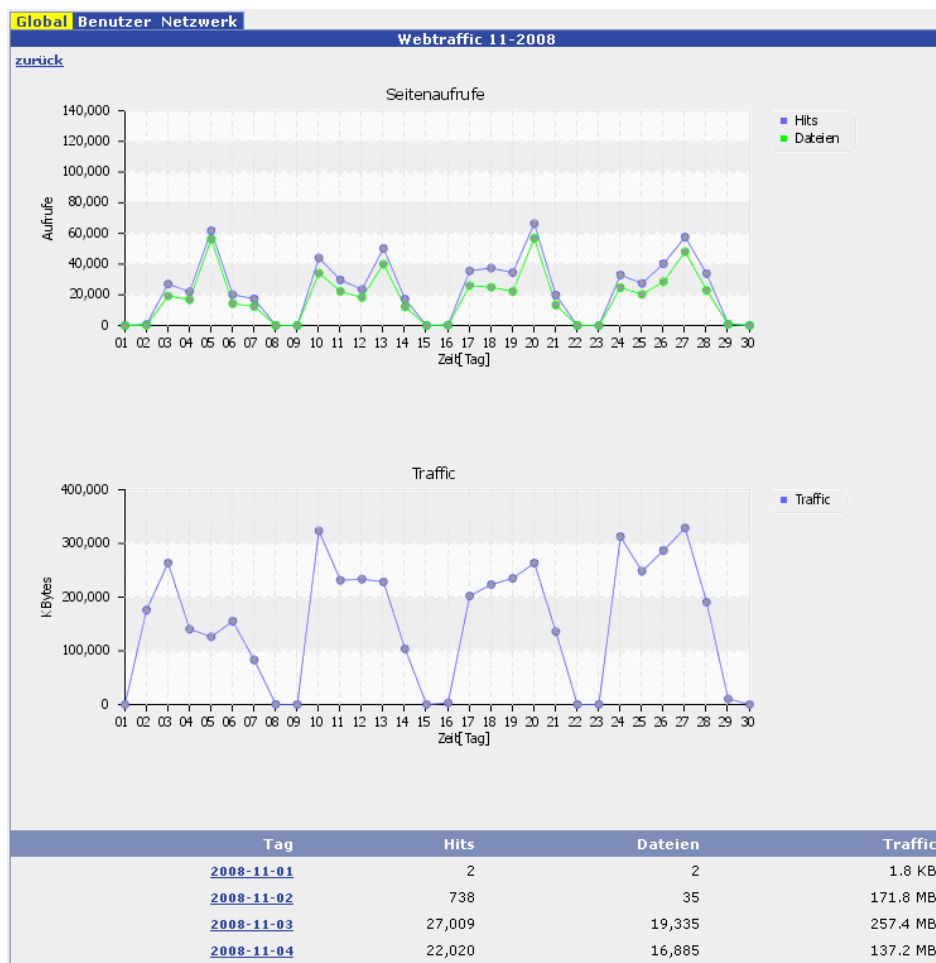 Global Benutzer Netzwerk
Webtraffic 11-2008
zurück
Seitenaufrufe
140,000
120,000
100,000
80,000
60,000
40,000
20,000
0
Aufrufe
01 02 03 04 05 06 07 08 09 10 11 12 13 14 15 16 17 18 19 20 21 22 23 24 25 26 27 28 29 30
Zeit[Tag]
Hits
Dateien
Traffic
400,000
300,000
200,000
100,000
0
KBytes
01 02 03 04 05 06 07 08 09 10 11 12 13 14 15 16 17 18 19 20 21 22 23 24 25 26 27 28 29 30
Zeit[Tag]
Traffic
Tag Hits Dateien Traffic
2008-11-01 2 2 1.8 KB
2008-11-02 738 35 171.8 MB
2008-11-03 27,009 19,335 257.4 MB
2008-11-04 22,020 16,885 137.2 MB